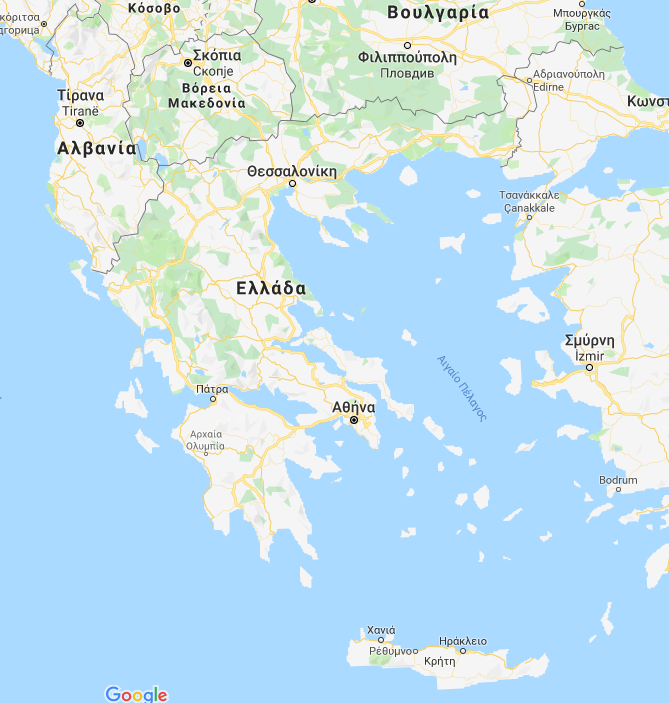 Κόσοβο
Βουλγαρία
Μπουργκάς
Бургас
Σκόπια
Скопје
Φιλιππούπολη
Пловдив
Αδριανούπολη
Edirne
Βόρεια
Μακεδονία
Τίρανα
Tiranë
Κωνστ
Αλβανία
Θεσσαλονίκη
Τσανάκκαλε
Çanakkale
Ελλάδα
Σμύρνη
İzmir
Αιγαίο Πέλαγος
Πάτρα
Αθήνα
Αρχαία
Ολυμπία
Bodrum
Χανιά
Ηράκλειο
Ρέθυμνο
Κρήτη
Google